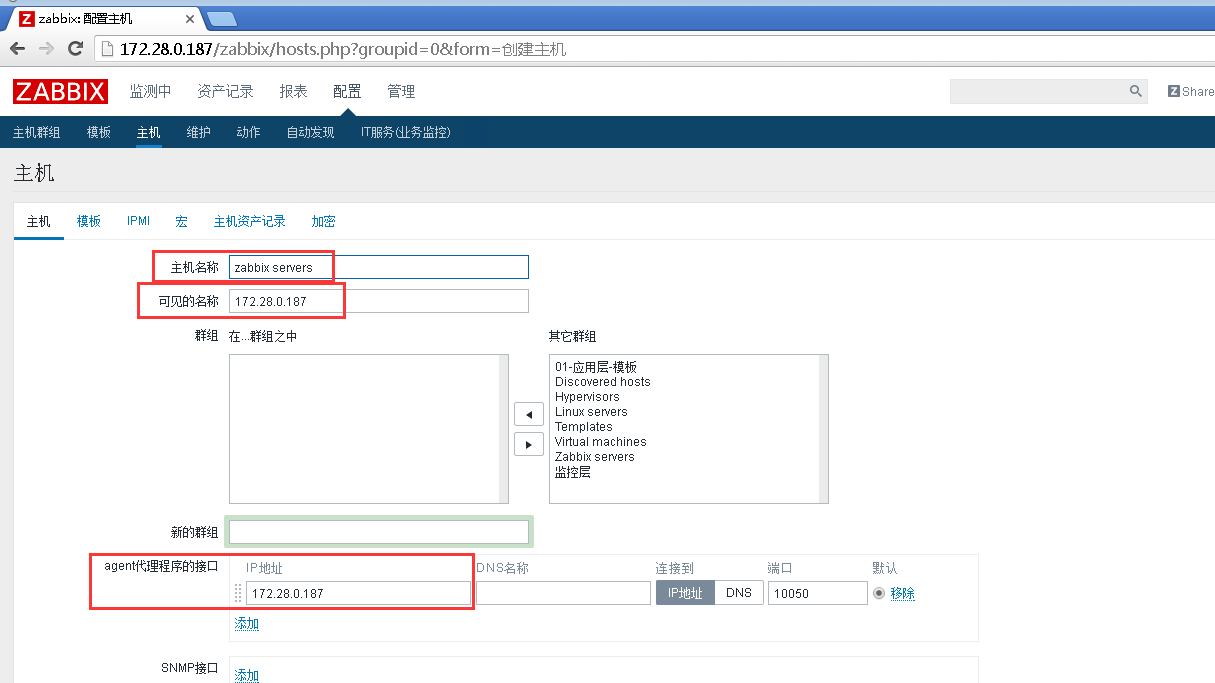 zabbix: 配置主机
172.28.0.187/zabbix/hosts.php?groupid=0&form=创建主机
ZABBIX 监测中 资产记录 报表 配置 管理 Z Share
主机群组 模板 主机 维护 动作 自动发现 IT服务(业务监控)
主机
主机 模板 IPMI 宏 主机资产记录 加密
主机名称 zabbix servers
可见的名称 172.28.0.187
群组 在...群组之中 其它群组
01-应用层-模板
Discovered hosts
Hypervisors
Linux servers
Templates
Virtual machines
Zabbix servers
监控层
新的群组
agent代理程序的接口 IP地址 DNS名称 连接到 端口 默认
172.28.0.187 IP地址 DNS 10050 移除
添加
SNMP接口 添加